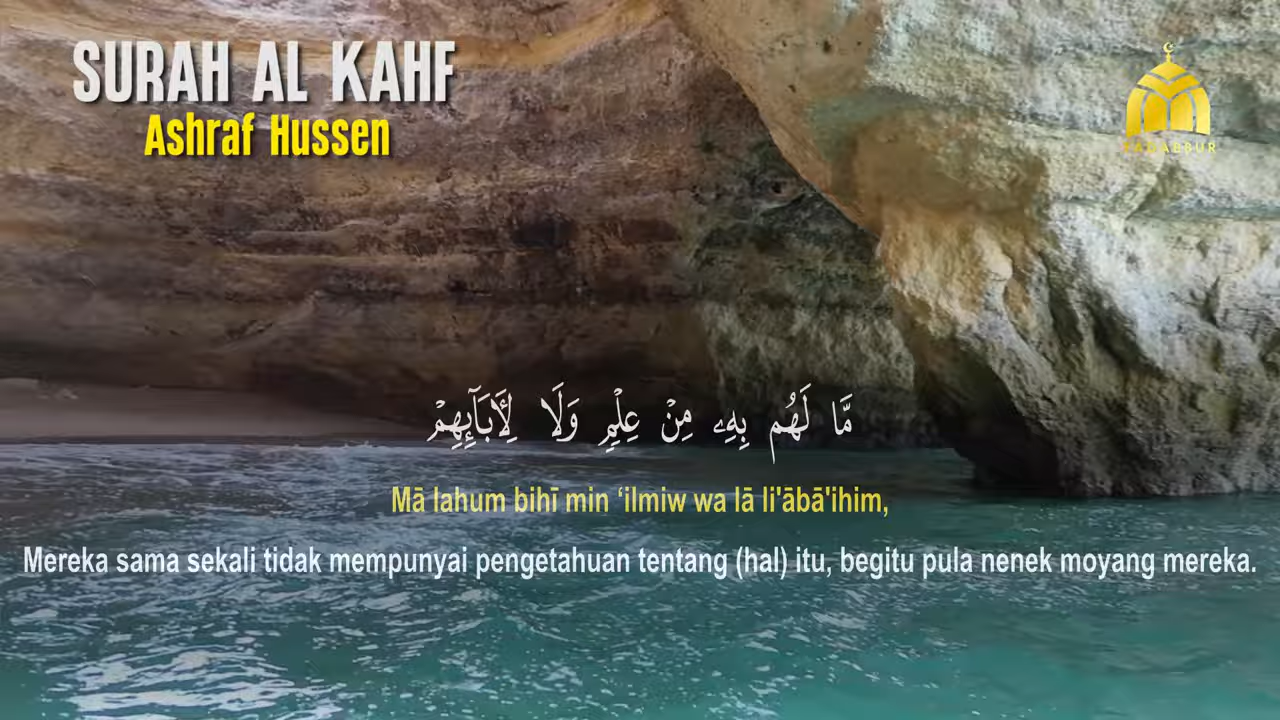 SURAH AL KAHF
Ashraf Hussen
TADABBUR
مَّا لَهُم بِهِۦ مِنْ عِلْمٍ وَلَا لِأَبَآئِهِمْ
Mā lahum bihī min ‘ilmiw wa lā li'ābā'ihim,
Mereka sama sekali tidak mempunyai pengetahuan tentang (hal) itu, begitu pula nenek moyang mereka.